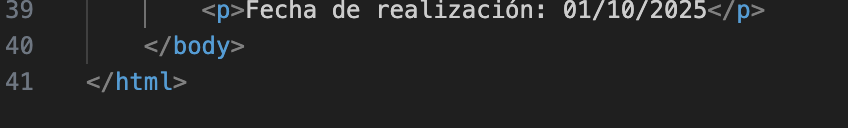 39 <p>Fecha de realización: 01/10/2025</p>
40 </body>
41 </html>